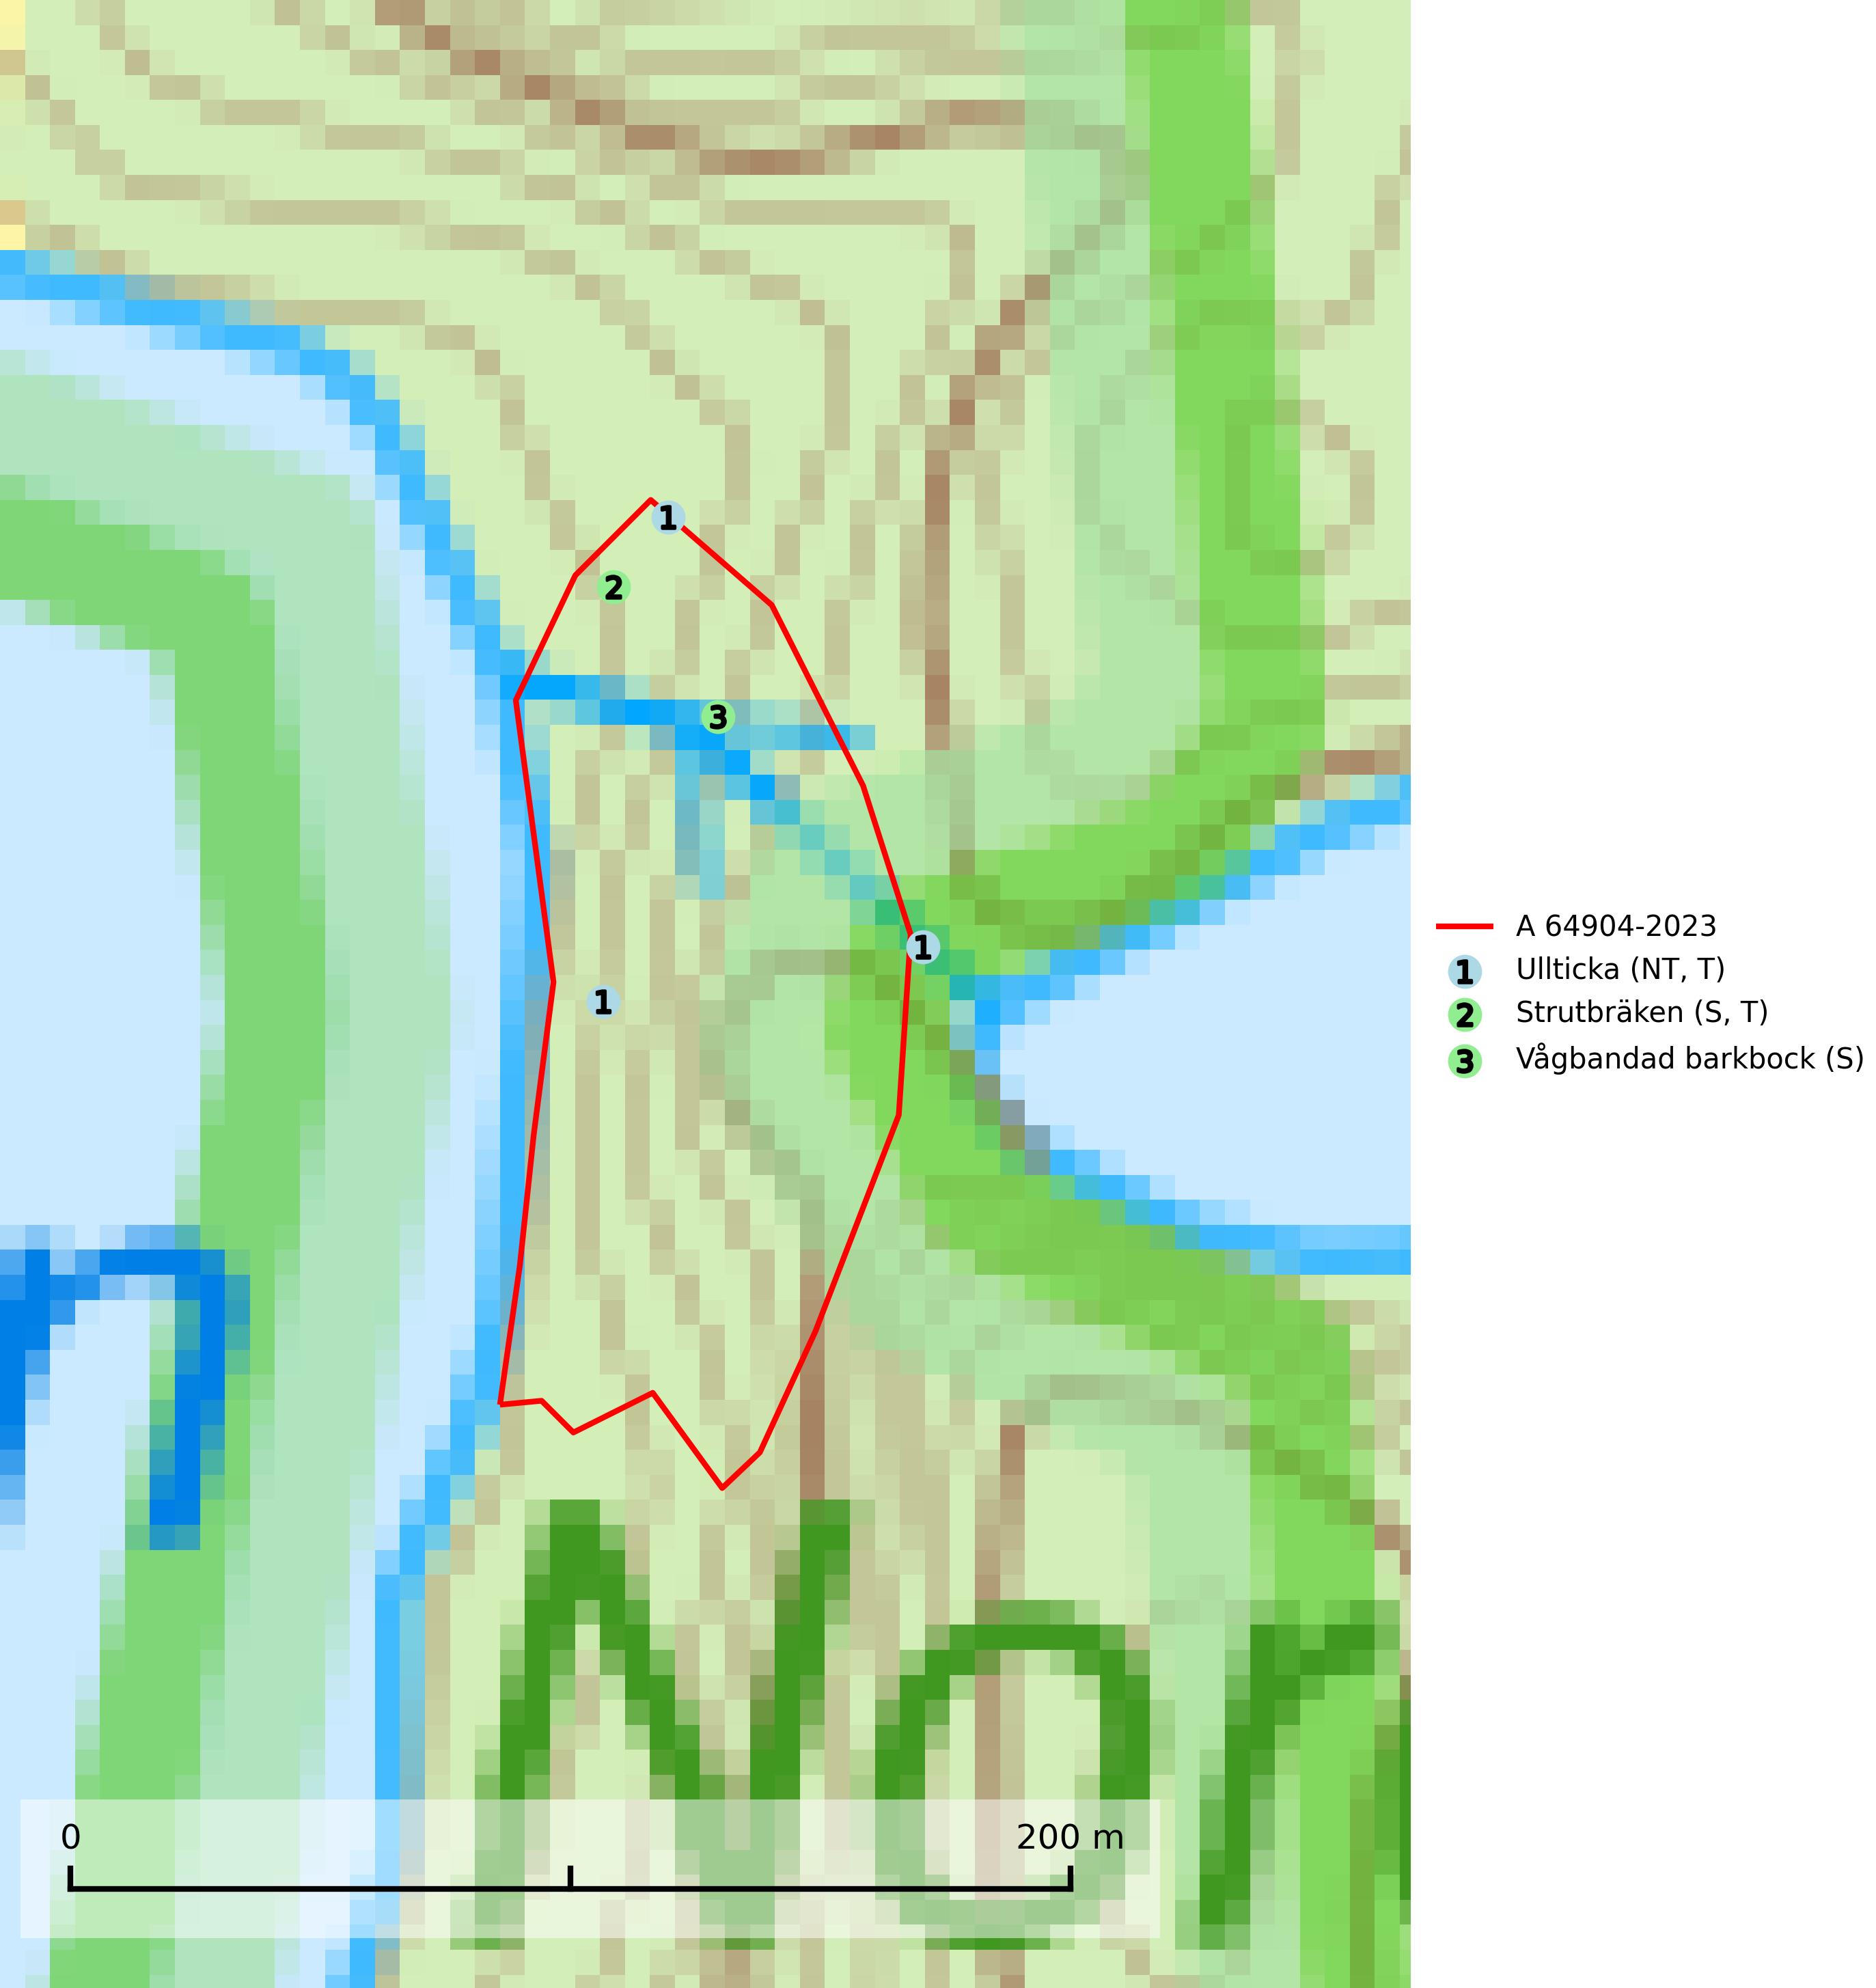 1
2
3
1
1
A 64904-2023
1 Ullticka (NT, T)
2 Strutbräken (S, T)
3 Vågbandad barkbock (S)
0 200 m